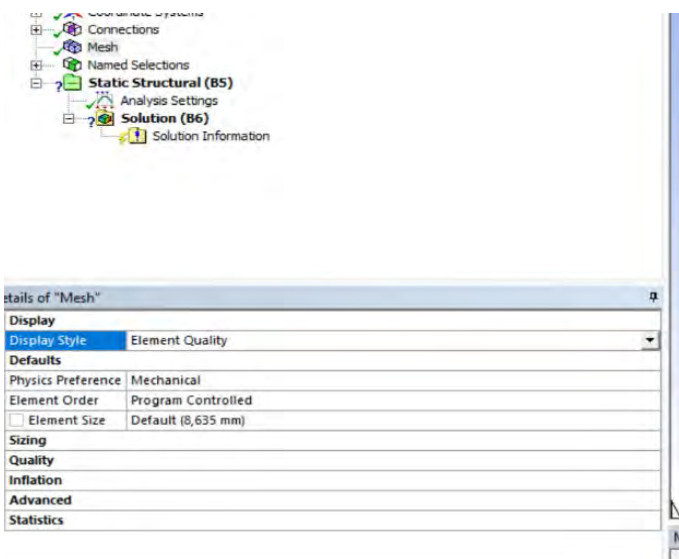 Coordinate Systems
Connections
Mesh
Named Selections
Static Structural (B5)
Analysis Settings
Solution (B6)
Solution Information
etails of "Mesh"
Display
Display Style Element Quality
Defaults
Physics Preference Mechanical
Element Order Program Controlled
Element Size Default (8,635 mm)
Sizing
Quality
Inflation
Advanced
Statistics